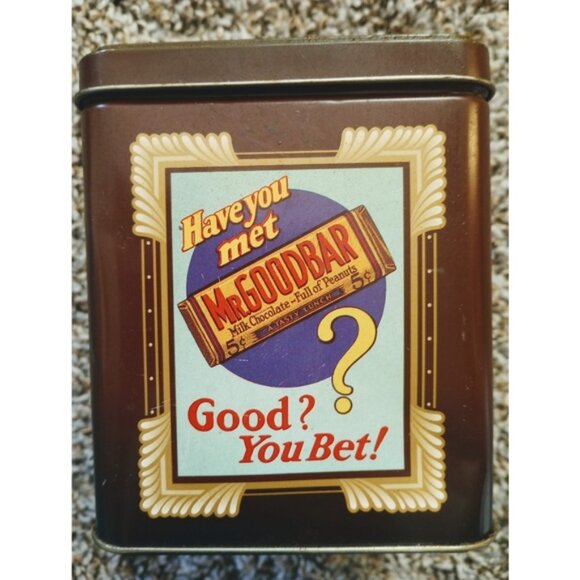 Have you
met
MR. GOODBAR
Milk Chocolate-Full of Peanuts
5¢ A TASTY LUNCH 5¢
?
Good?
You Bet!